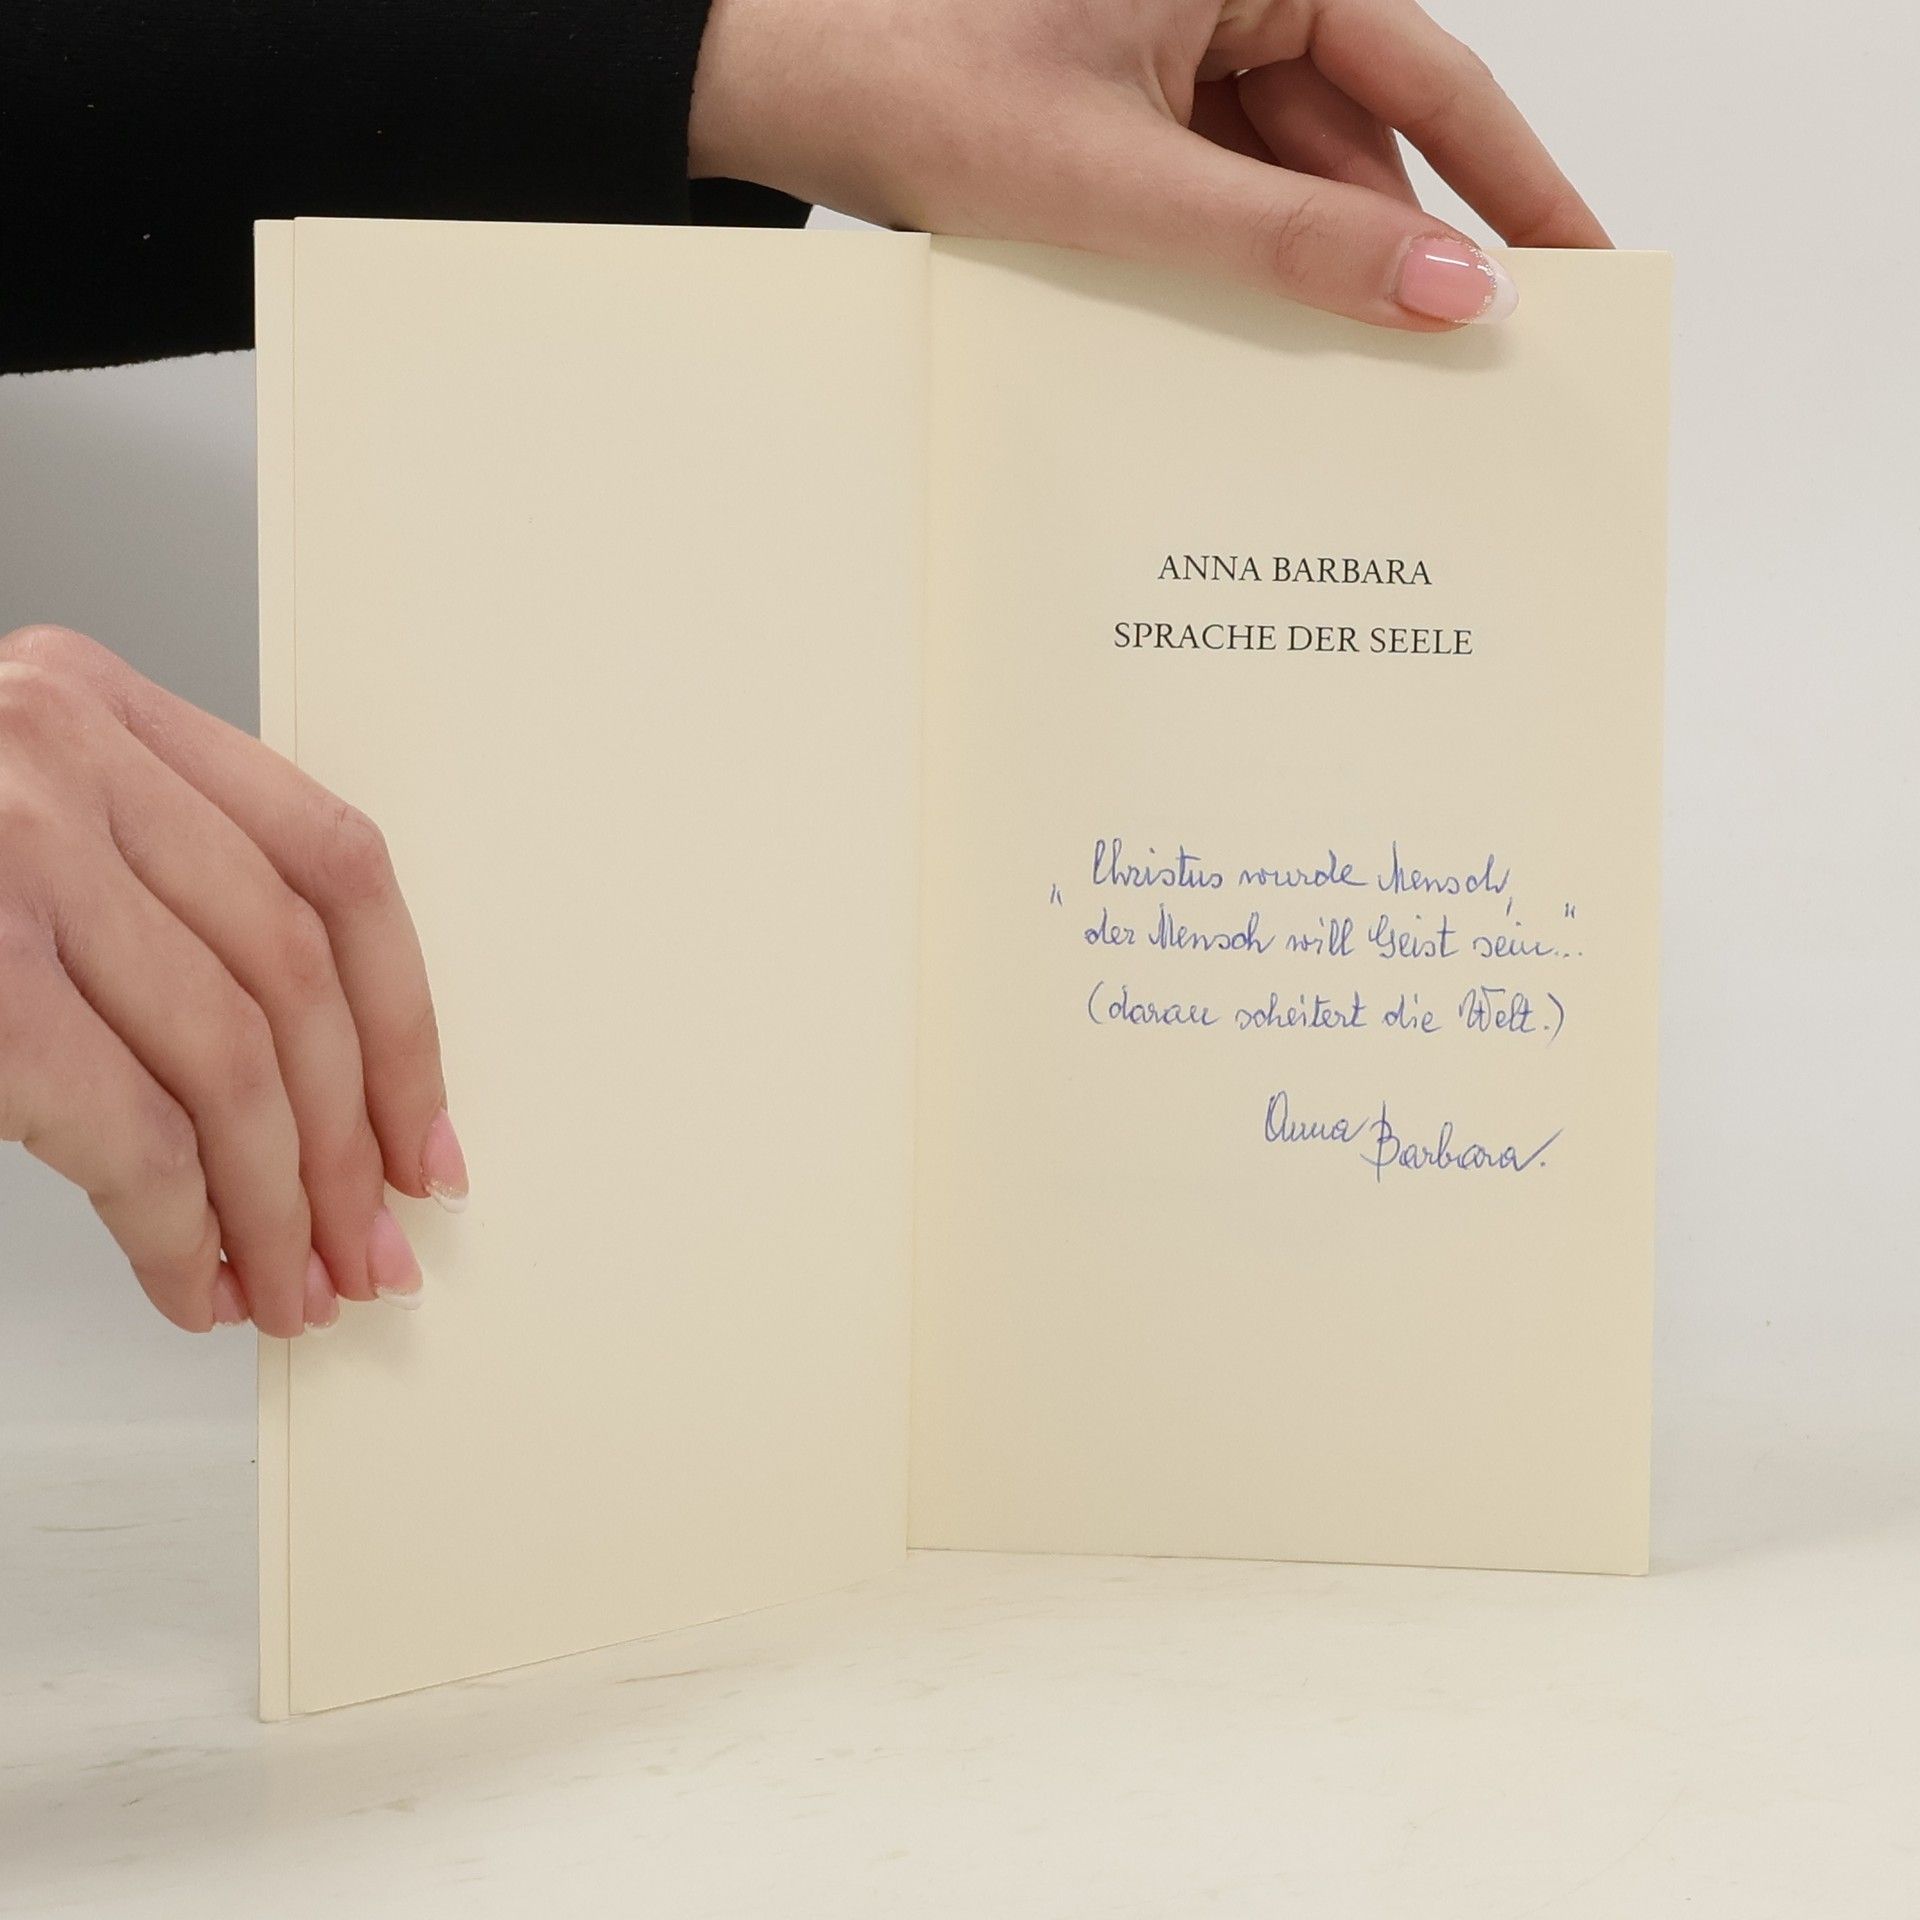 ANNA BARBARA
SPRACHE DER SEELE
„Christus wurde Mensch,
der Mensch will Geist sein..."
(daran scheitert die Welt.)
Anna Barbara.